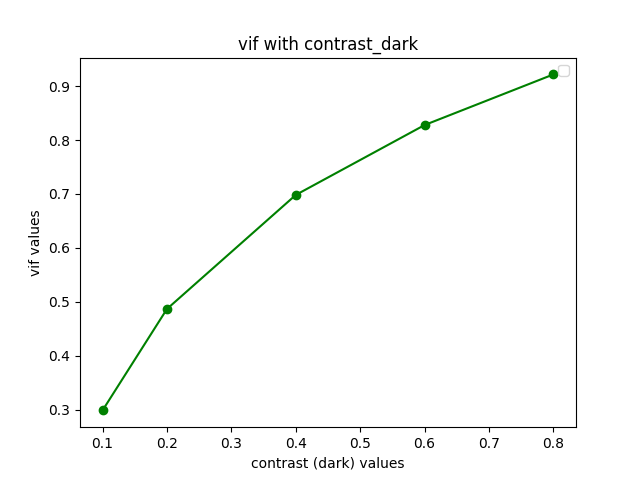 vif with contrast_dark
vif values
0.9
0.8
0.7
0.6
0.5
0.4
0.3
0.1 0.2 0.3 0.4 0.5 0.6 0.7 0.8
contrast (dark) values